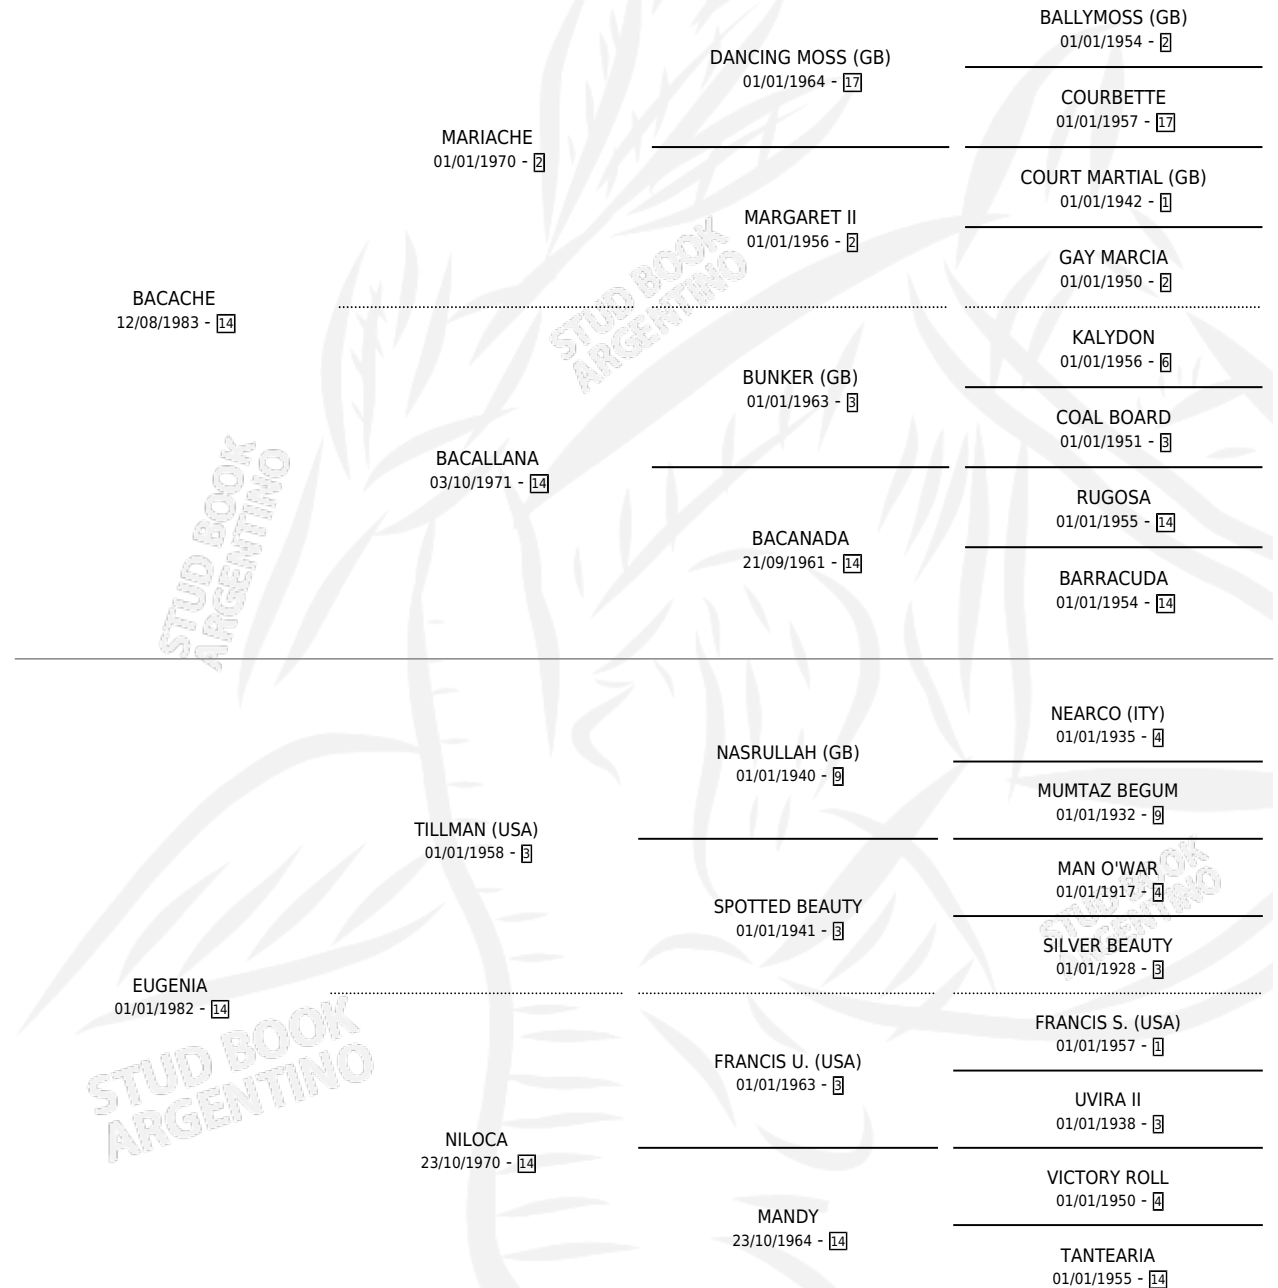 BALLYMOSS (GB)
01/01/1954 - 2
DANCING MOSS (GB)
01/01/1964 - 17
COURBETTE
01/01/1957 - 17
MARIACHE
01/01/1970 - 2
COURT MARTIAL (GB)
01/01/1942 - 1
MARGARET II
01/01/1956 - 2
GAY MARCIA
01/01/1950 - 2
BACACHE
12/08/1983 - 14
KALYDON
01/01/1956 - 6
BUNKER (GB)
01/01/1963 - 3
COAL BOARD
01/01/1951 - 3
BACALLANA
03/10/1971 - 14
RUGOSA
01/01/1955 - 14
BACANADA
21/09/1961 - 14
BARRACUDA
01/01/1954 - 14
NEARCO (ITY)
01/01/1935 - 4
NASRULLAH (GB)
01/01/1940 - 9
MUMTAZ BEGUM
01/01/1932 - 9
TILLMAN (USA)
01/01/1958 - 3
MAN O'WAR
01/01/1917 - 4
SPOTTED BEAUTY
01/01/1941 - 3
SILVER BEAUTY
01/01/1928 - 3
EUGENIA
01/01/1982 - 14
FRANCIS S. (USA)
01/01/1957 - 1
FRANCIS U. (USA)
01/01/1963 - 3
UVIRA II
01/01/1938 - 3
NILOCA
23/10/1970 - 14
VICTORY ROLL
01/01/1950 - 4
MANDY
23/10/1964 - 14
TANTEARIA
01/01/1955 - 14
STUD BOOK
ARGENTINO
STUD BOOK
ARGENTINO
STUD BOOK
ARGENTINO
STUD BOOK
ARGENTINO